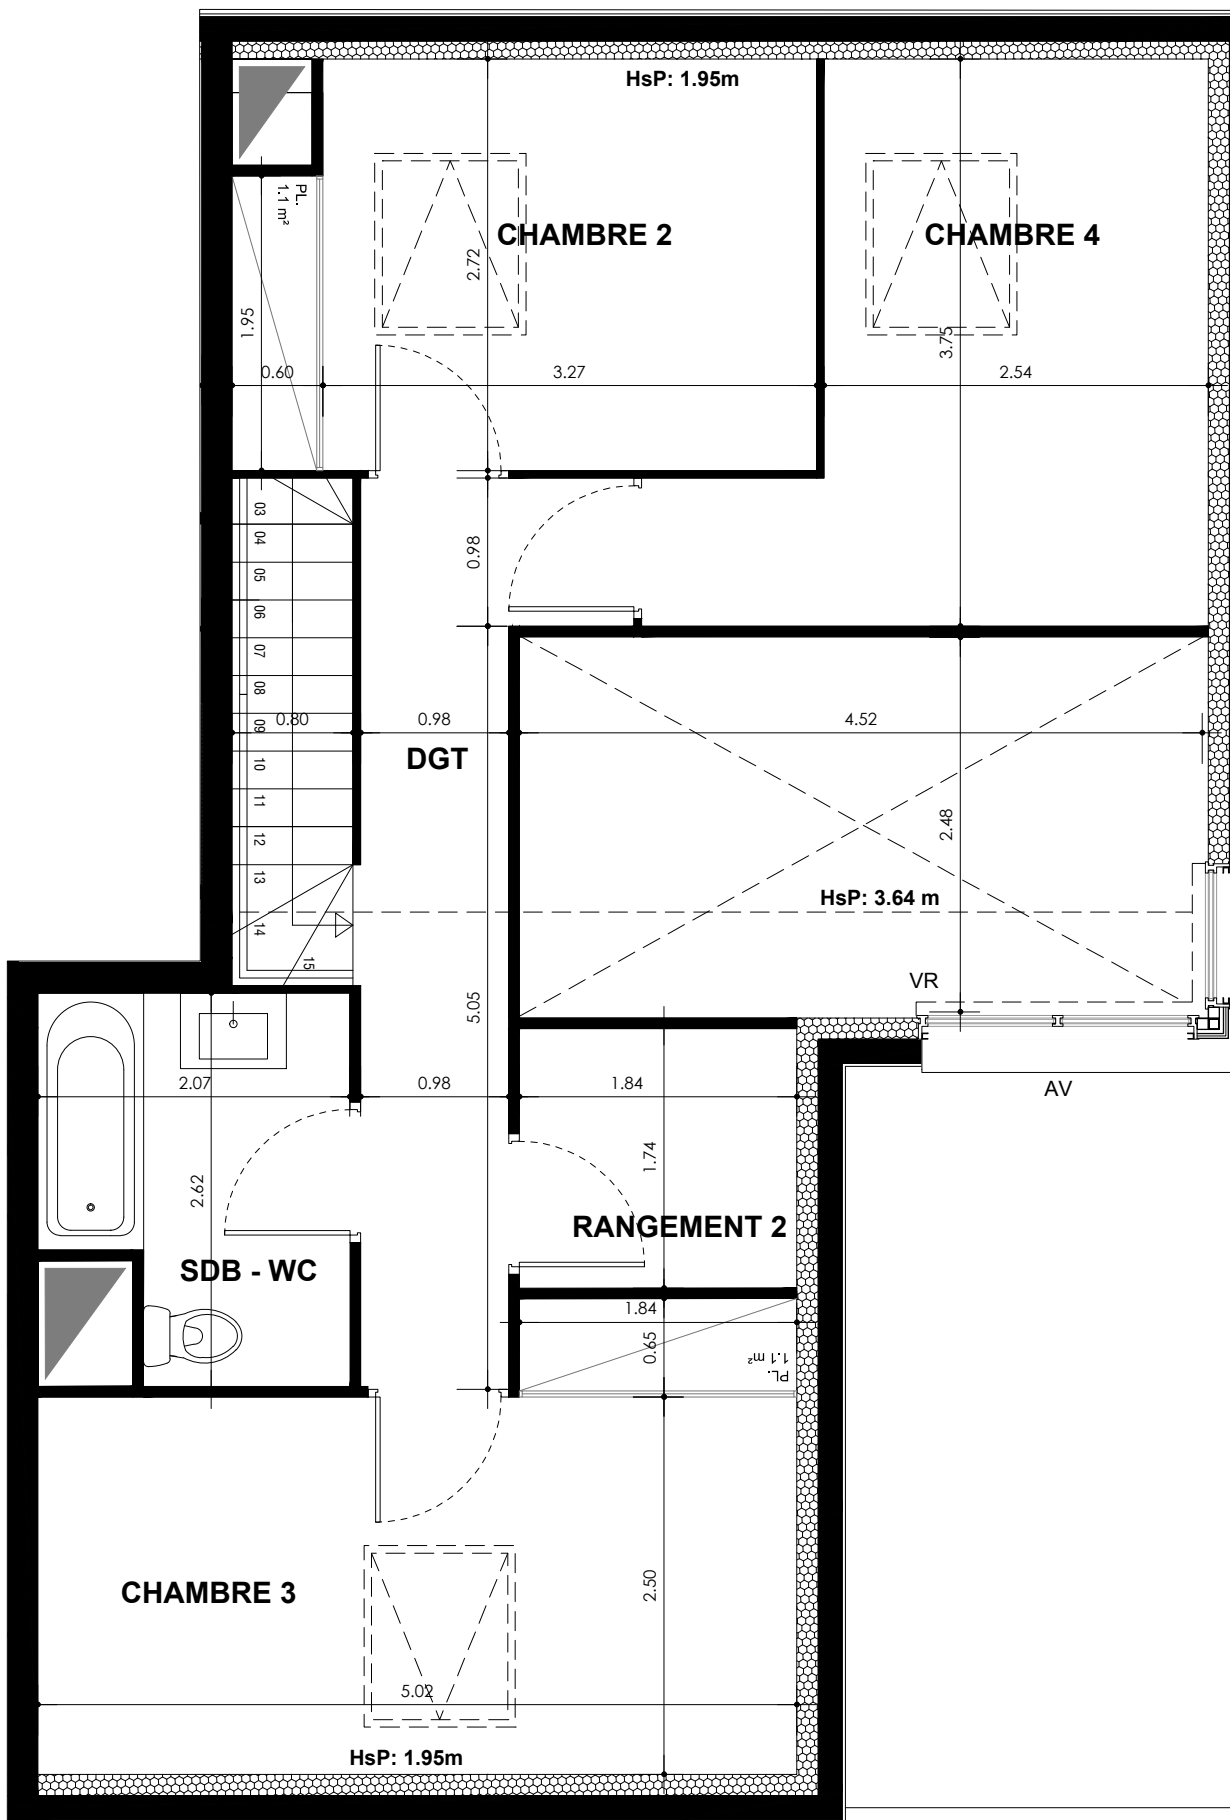 HsP: 1.95m
PL.
1.1 m²
CHAMBRE 2
CHAMBRE 4
2.72
1.95
3.75
0.60
3.27
2.54
03
04
05
06
07
08
09
10
11
12
13
14
15
0.98
0.80
0.98
4.52
DGT
2.48
HsP: 3.64 m
VR
5.05
AV
2.07
0.98
1.84
1.74
2.62
RANGEMENT 2
SDB - WC
1.84
0.65
PL.
1.1 m²
2.50
CHAMBRE 3
5.02
HsP: 1.95m